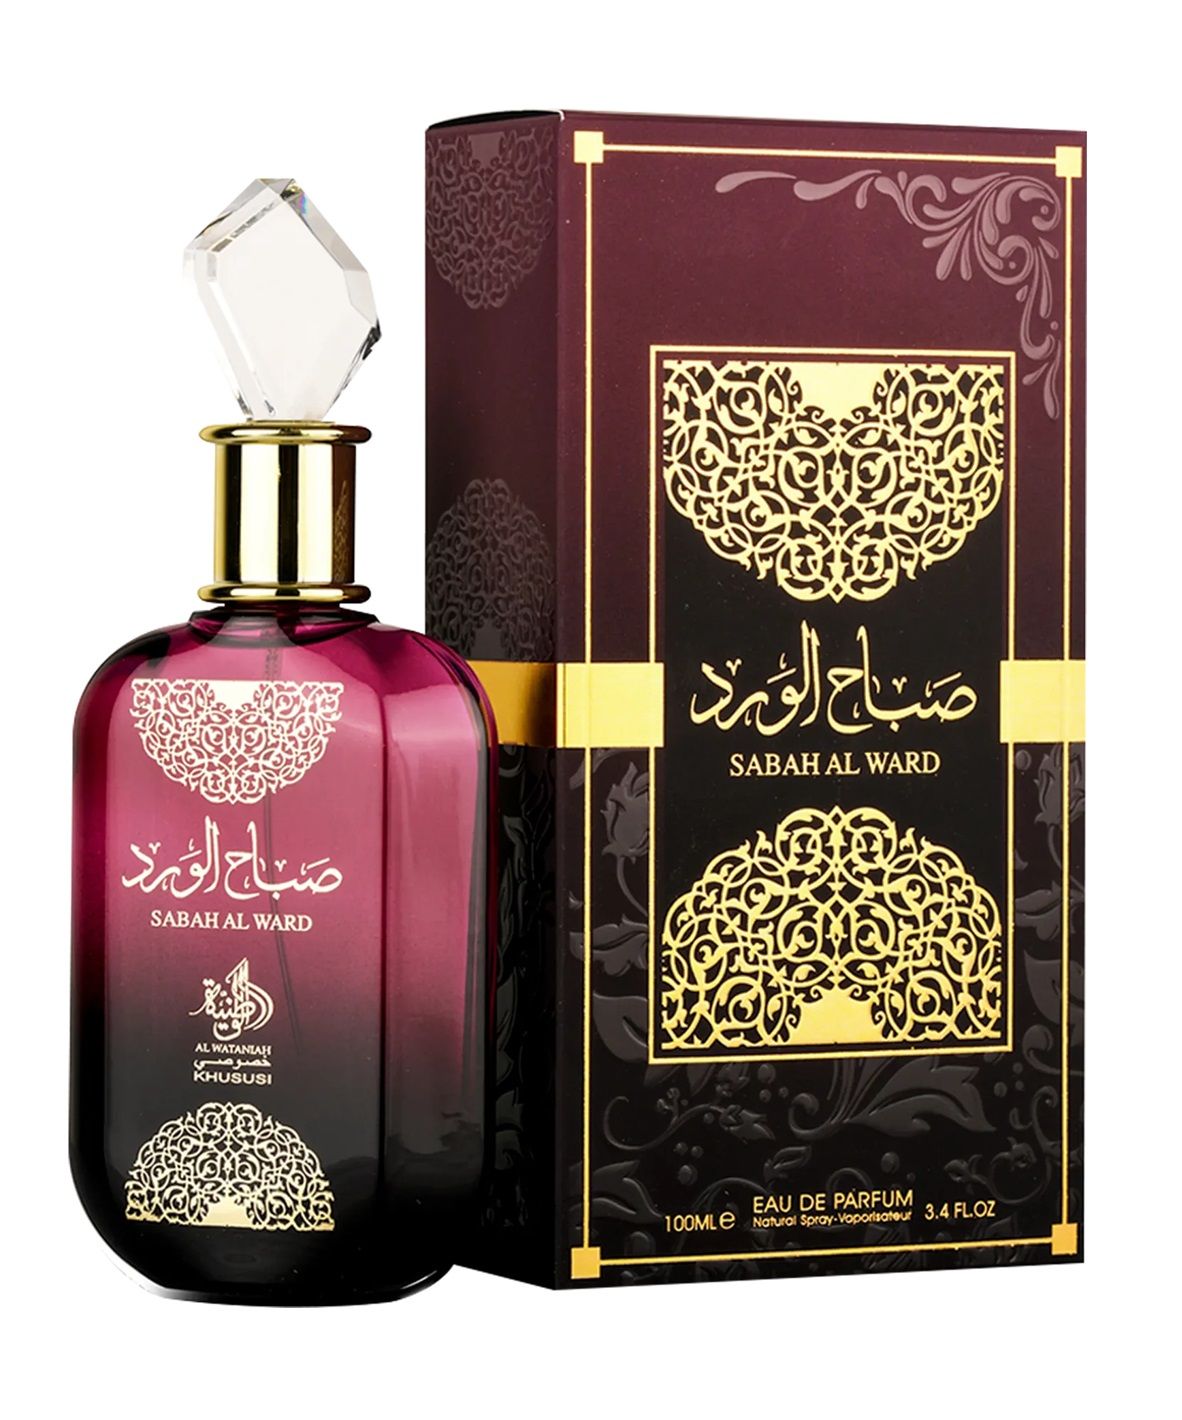 صباح الورد
SABAH AL WARD
الوطنية
AL WATANIAH
خصوصي
KHUSUSI
صباح الورد
SABAH AL WARD
100ML e EAU DE PARFUM 3.4 FL.OZ
Natural Spray-Vaporisateur